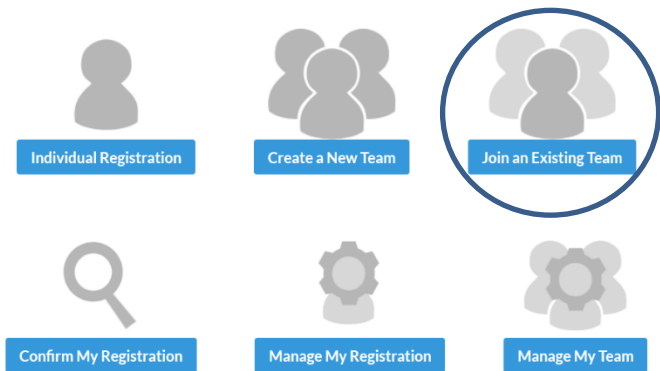 Individual Registration
Create a New Team
Join an Existing Team
Confirm My Registration
Manage My Registration
Manage My Team